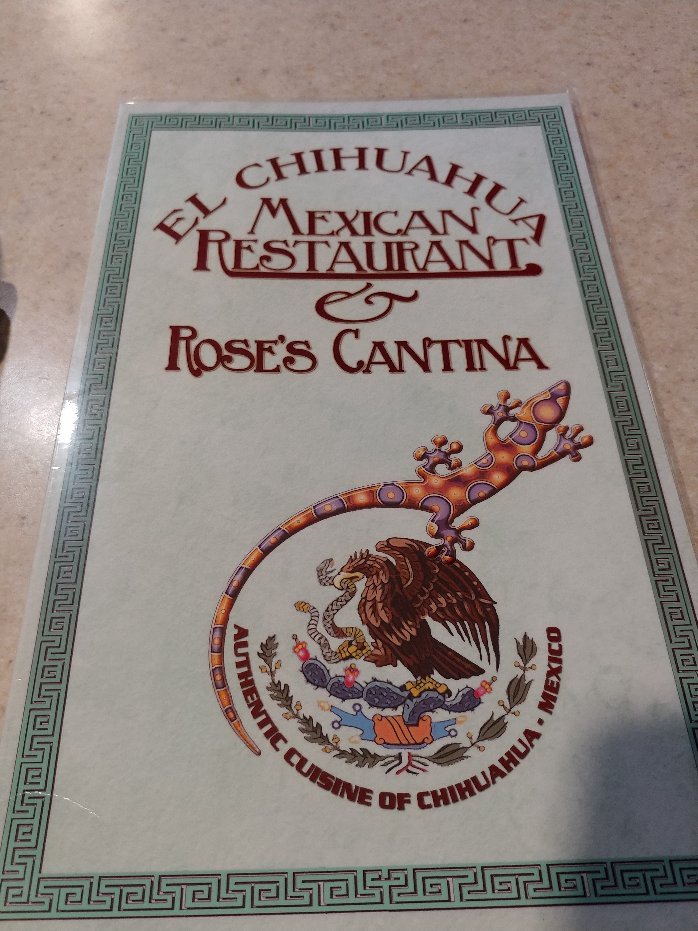 EL CHIHUAHUA
MEXICAN
RESTAURANT
&
ROSE'S CANTINA
AUTHENTIC CUISINE OF CHIHUAHUA · MEXICO